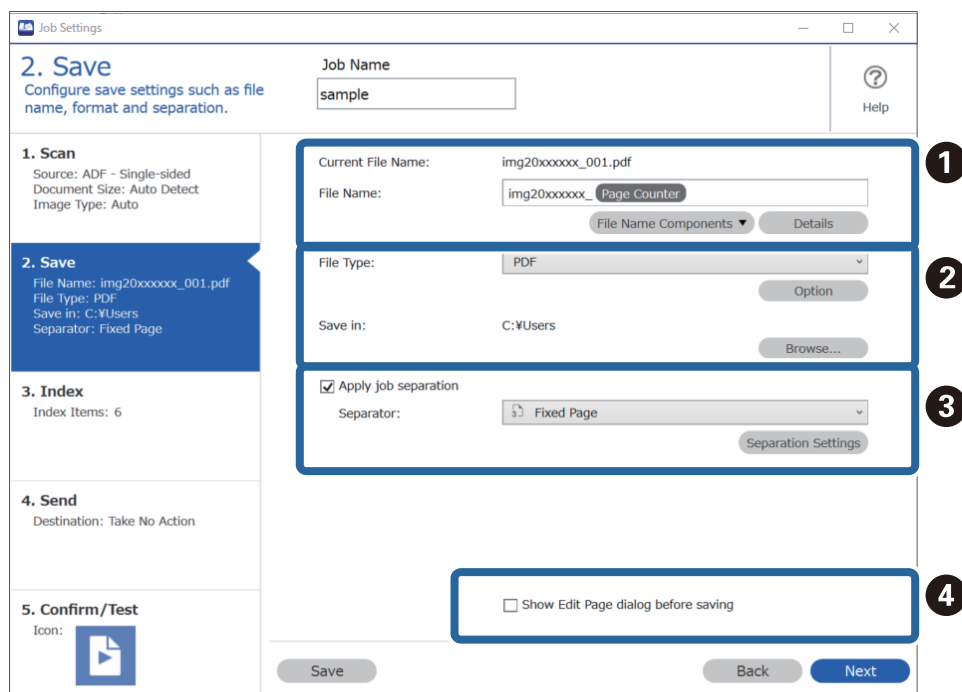 Job Settings
2. Save
Configure save settings such as file
name, format and separation.
Job Name
sample
?
Help
1. Scan
Source: ADF - Single-sided
Document Size: Auto Detect
Image Type: Auto
2. Save
File Name: img20xxxxxx_001.pdf
File Type: PDF
Save in: C:¥Users
Separator: Fixed Page
3. Index
Index Items: 6
4. Send
Destination: Take No Action
5. Confirm/Test
Icon:
1
Current File Name: img20xxxxxx_001.pdf
File Name: img20xxxxxx_ Page Counter
File Name Components ▼ Details
2
File Type: PDF
Option
Save in: C:¥Users
Browse...
3
Apply job separation
Separator: Fixed Page
Separation Settings
4
Show Edit Page dialog before saving
Save Back Next